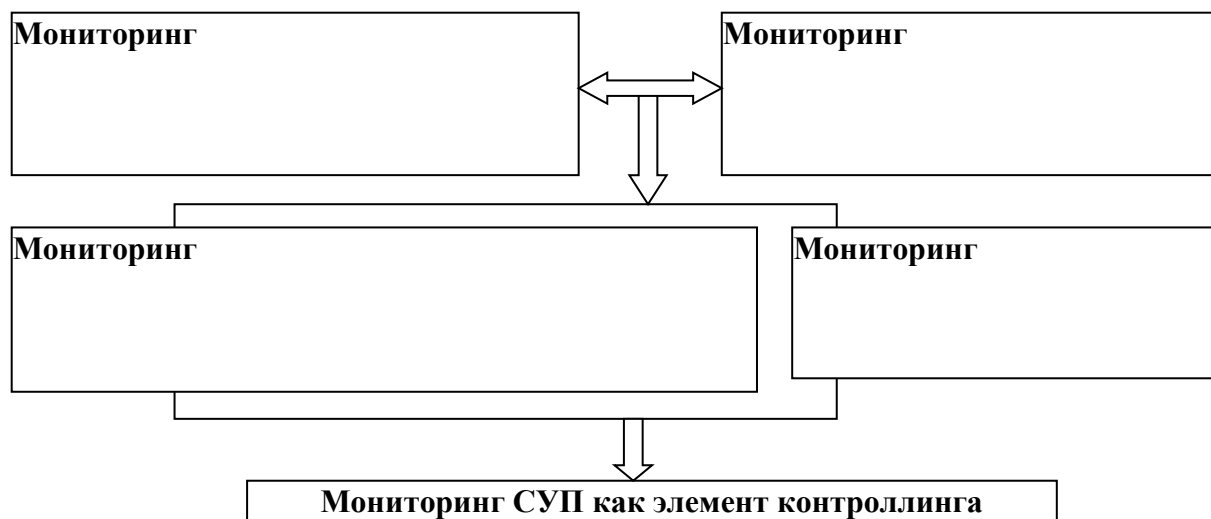 Мониторинг
Мониторинг
Мониторинг
Мониторинг
Мониторинг СУП как элемент контроллинга